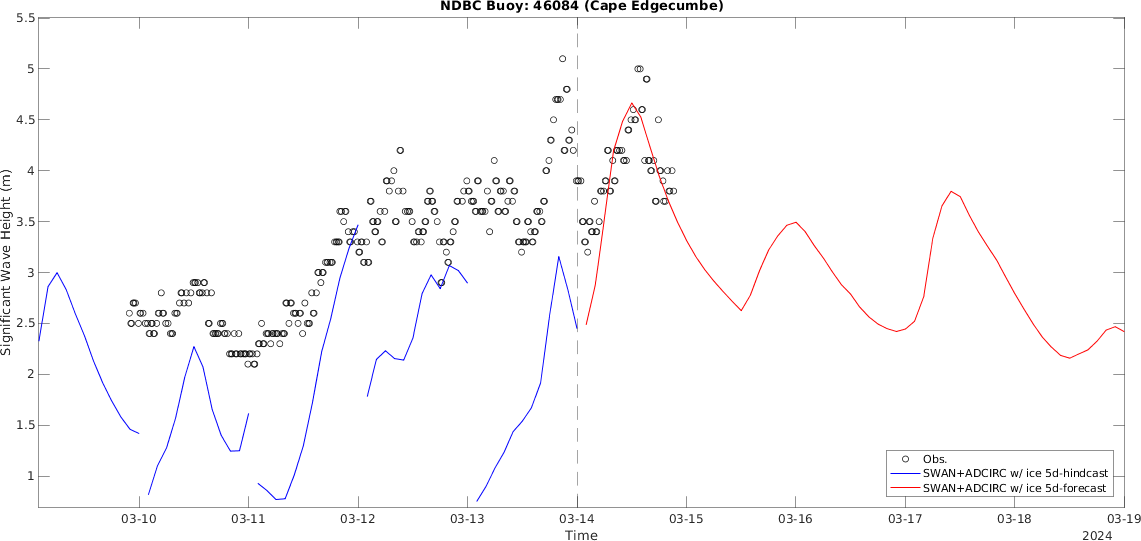 NDBC Buoy: 46084 (Cape Edgecumbe)
5.5
5
4.5
4
3.5
3
2.5
2
1.5
1
Significant Wave Height (m)
Obs.
SWAN+ADCIRC w/ ice 5d-hindcast
SWAN+ADCIRC w/ ice 5d-forecast
03-10 03-11 03-12 03-13 03-14 03-15 03-16 03-17 03-18 03-19
Time
2024